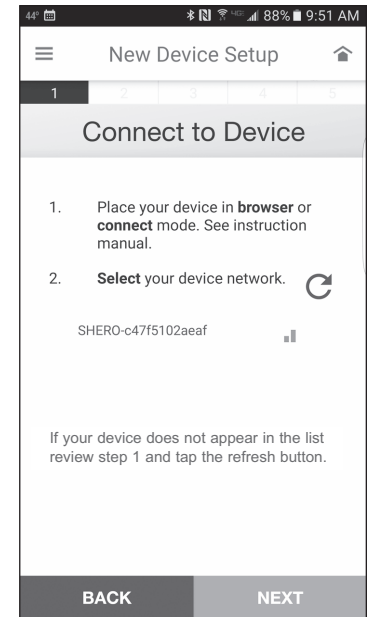 44° 4G LTE 88% 9:51 AM
New Device Setup
1 2 3 4 5
Connect to Device
1. Place your device in browser or
connect mode. See instruction
manual.
2. Select your device network.
SHERO-c47f5102aeaf
If your device does not appear in the list
review step 1 and tap the refresh button.
BACK NEXT